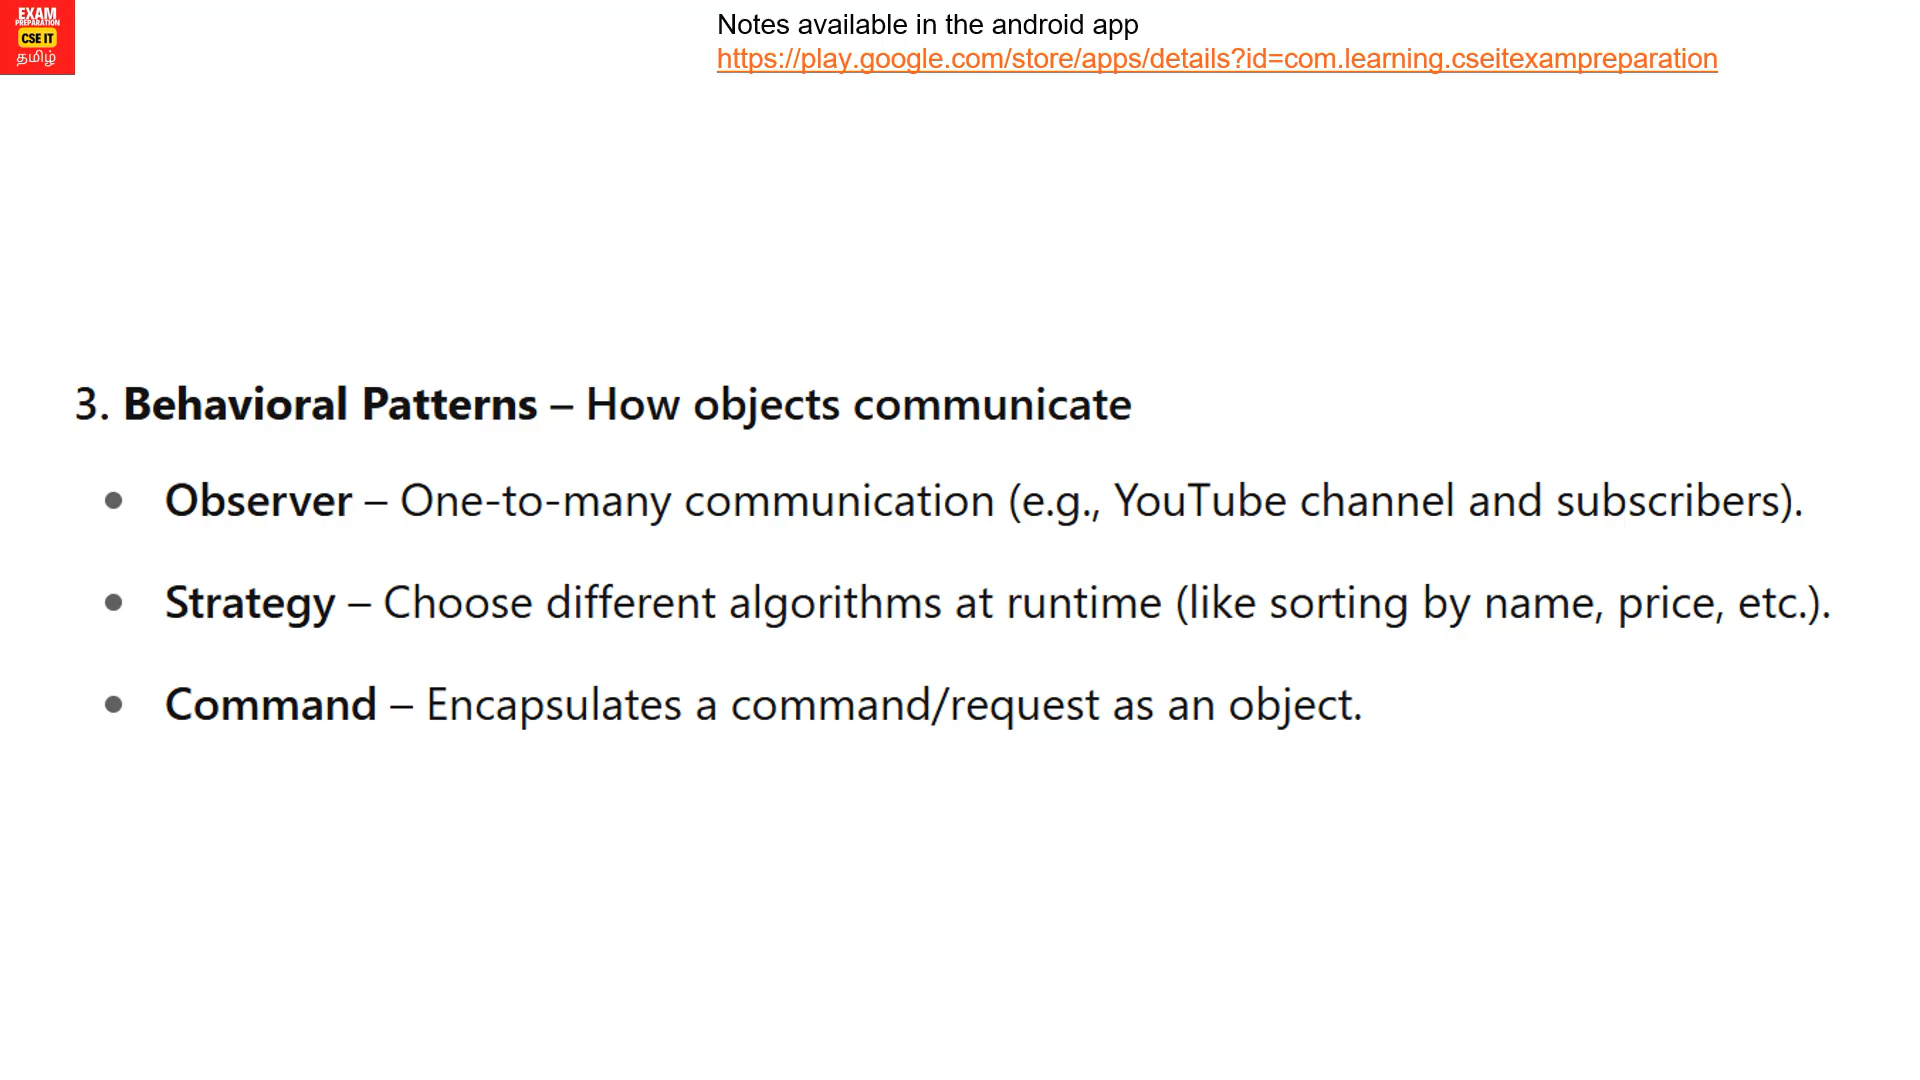 EXAM
PREPARATION
CSE IT
தமிழ்
Notes available in the android app
https://play.google.com/store/apps/details?id=com.learning.cseitexampreparation
3. Behavioral Patterns – How objects communicate
● Observer – One-to-many communication (e.g., YouTube channel and subscribers).
● Strategy – Choose different algorithms at runtime (like sorting by name, price, etc.).
● Command – Encapsulates a command/request as an object.